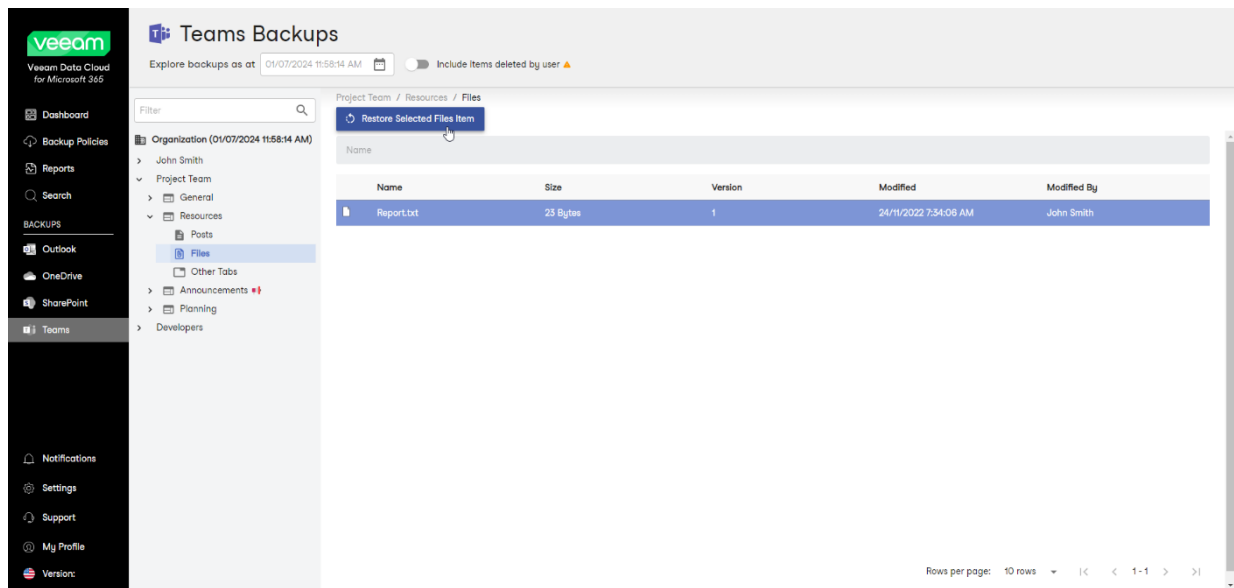 veeam
Veeam Data Cloud
for Microsoft 365
Dashboard
Backup Policies
Reports
Search
BACKUPS
Outlook
OneDrive
SharePoint
Teams
Notifications
Settings
Support
My Profile
Version:
Teams Backups
Explore backups as at 01/07/2024 11:58:14 AM Include items deleted by user
Filter
Organization (01/07/2024 11:58:14 AM)
John Smith
Project Team
General
Resources
Posts
Files
Other Tabs
Announcements
Planning
Developers
Project Team / Resources / Files
Restore Selected Files Item
Name
Name Size Version Modified Modified By
Report.txt 23 Bytes 1 24/11/2022 7:34:06 AM John Smith
Rows per page: 10 rows 1-1